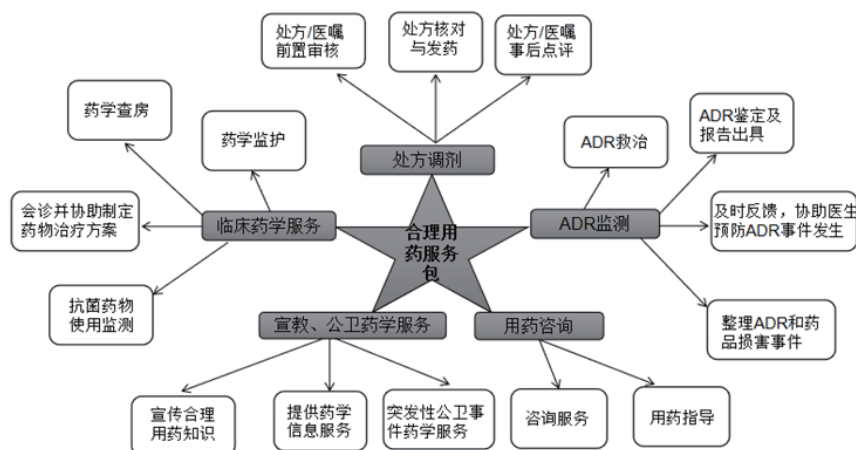 处方/医嘱
前置审核
处方核对
与发药
处方/医嘱
事后点评
药学查房
药学监护
处方调剂
ADR救治
ADR鉴定及
报告出具
会诊并协助制定
药物治疗方案
临床药学服务
合理用
药服务
包
ADR监测
及时反馈，协助医生
预防ADR事件发生
抗菌药物
使用监测
宣教、公卫药学服务
用药咨询
整理ADR和药
品损害事件
宣传合理
用药知识
提供药学
信息服务
突发性公卫事
件药学服务
咨询服务
用药指导